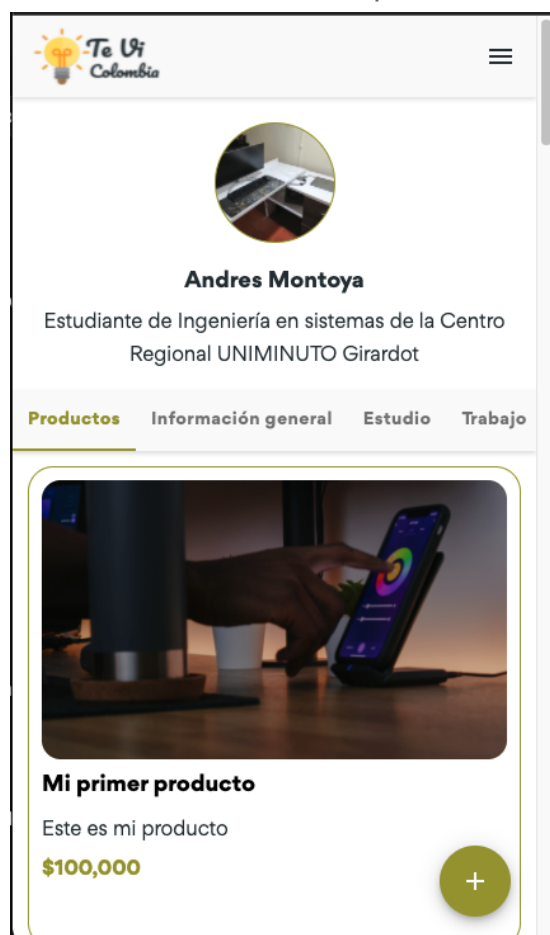 Te Vi
Colombia
Andres Montoya
Estudiante de Ingeniería en sistemas de la Centro
Regional UNIMINUTO Girardot
Productos Información general Estudio Trabajo
Mi primer producto
Este es mi producto
$100,000
+